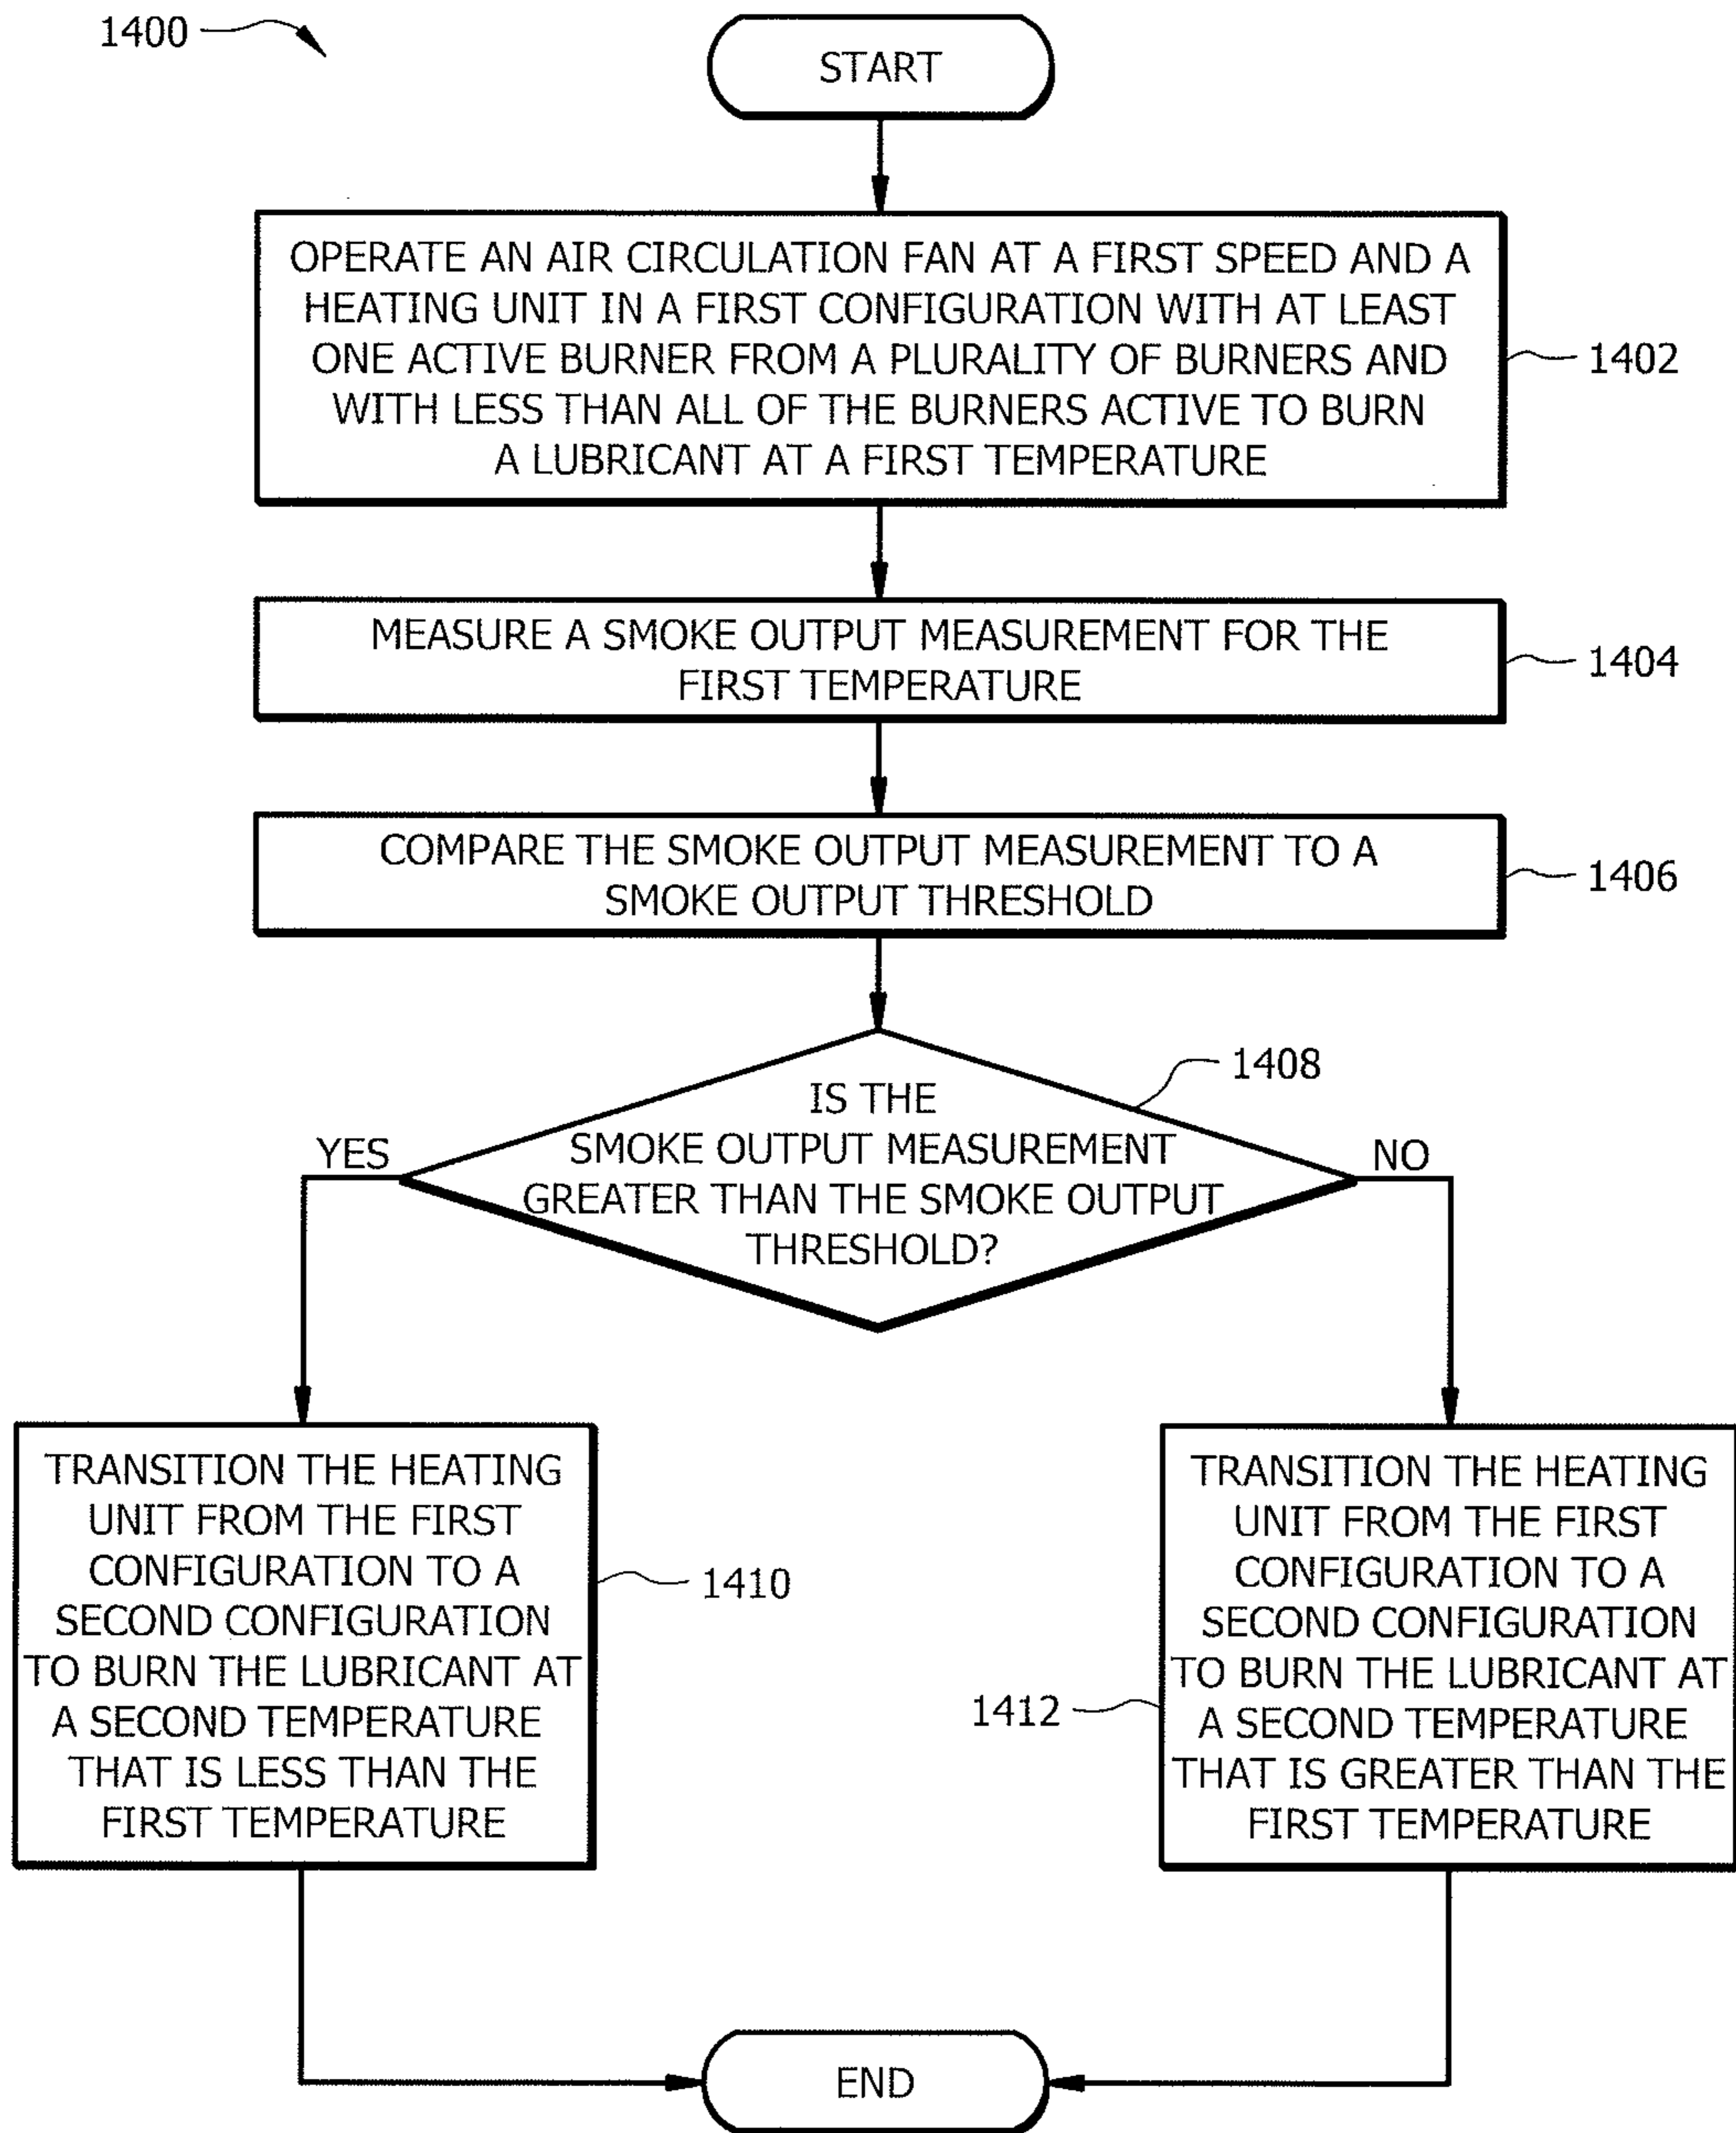 1400
START
OPERATE AN AIR CIRCULATION FAN AT A FIRST SPEED AND A
HEATING UNIT IN A FIRST CONFIGURATION WITH AT LEAST
ONE ACTIVE BURNER FROM A PLURALITY OF BURNERS AND
WITH LESS THAN ALL OF THE BURNERS ACTIVE TO BURN
A LUBRICANT AT A FIRST TEMPERATURE
1402
MEASURE A SMOKE OUTPUT MEASUREMENT FOR THE
FIRST TEMPERATURE
1404
COMPARE THE SMOKE OUTPUT MEASUREMENT TO A
SMOKE OUTPUT THRESHOLD
1406
IS THE
SMOKE OUTPUT MEASUREMENT
GREATER THAN THE SMOKE OUTPUT
THRESHOLD?
1408
YES
NO
TRANSITION THE HEATING
UNIT FROM THE FIRST
CONFIGURATION TO A
SECOND CONFIGURATION
TO BURN THE LUBRICANT AT
A SECOND TEMPERATURE
THAT IS LESS THAN THE
FIRST TEMPERATURE
1410
TRANSITION THE HEATING
UNIT FROM THE FIRST
CONFIGURATION TO A
SECOND CONFIGURATION
TO BURN THE LUBRICANT AT
A SECOND TEMPERATURE
THAT IS GREATER THAN THE
FIRST TEMPERATURE
1412
END